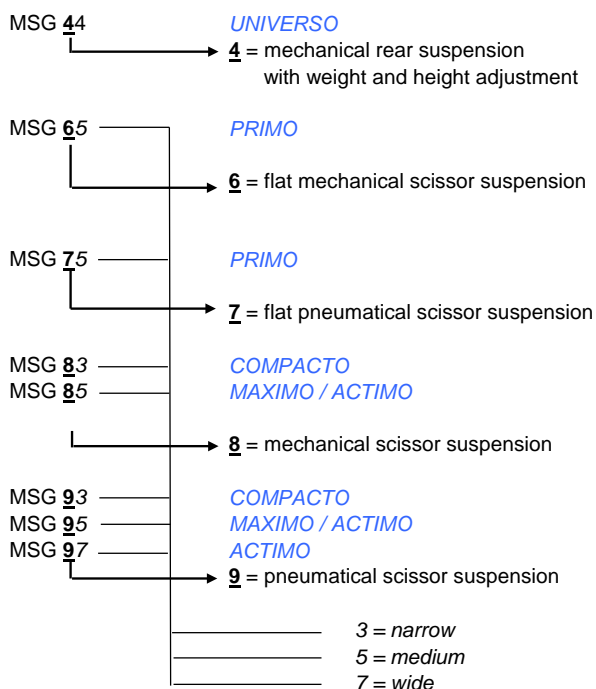 MSG 44 UNIVERSO
4 = mechanical rear suspension
with weight and height adjustment
MSG 65 PRIMO
6 = flat mechanical scissor suspension
MSG 75 PRIMO
7 = flat pneumatical scissor suspension
MSG 83 COMPACTO
MSG 85 MAXIMO / ACTIMO
8 = mechanical scissor suspension
MSG 93 COMPACTO
MSG 95 MAXIMO / ACTIMO
MSG 97 ACTIMO
9 = pneumatical scissor suspension
3 = narrow
5 = medium
7 = wide